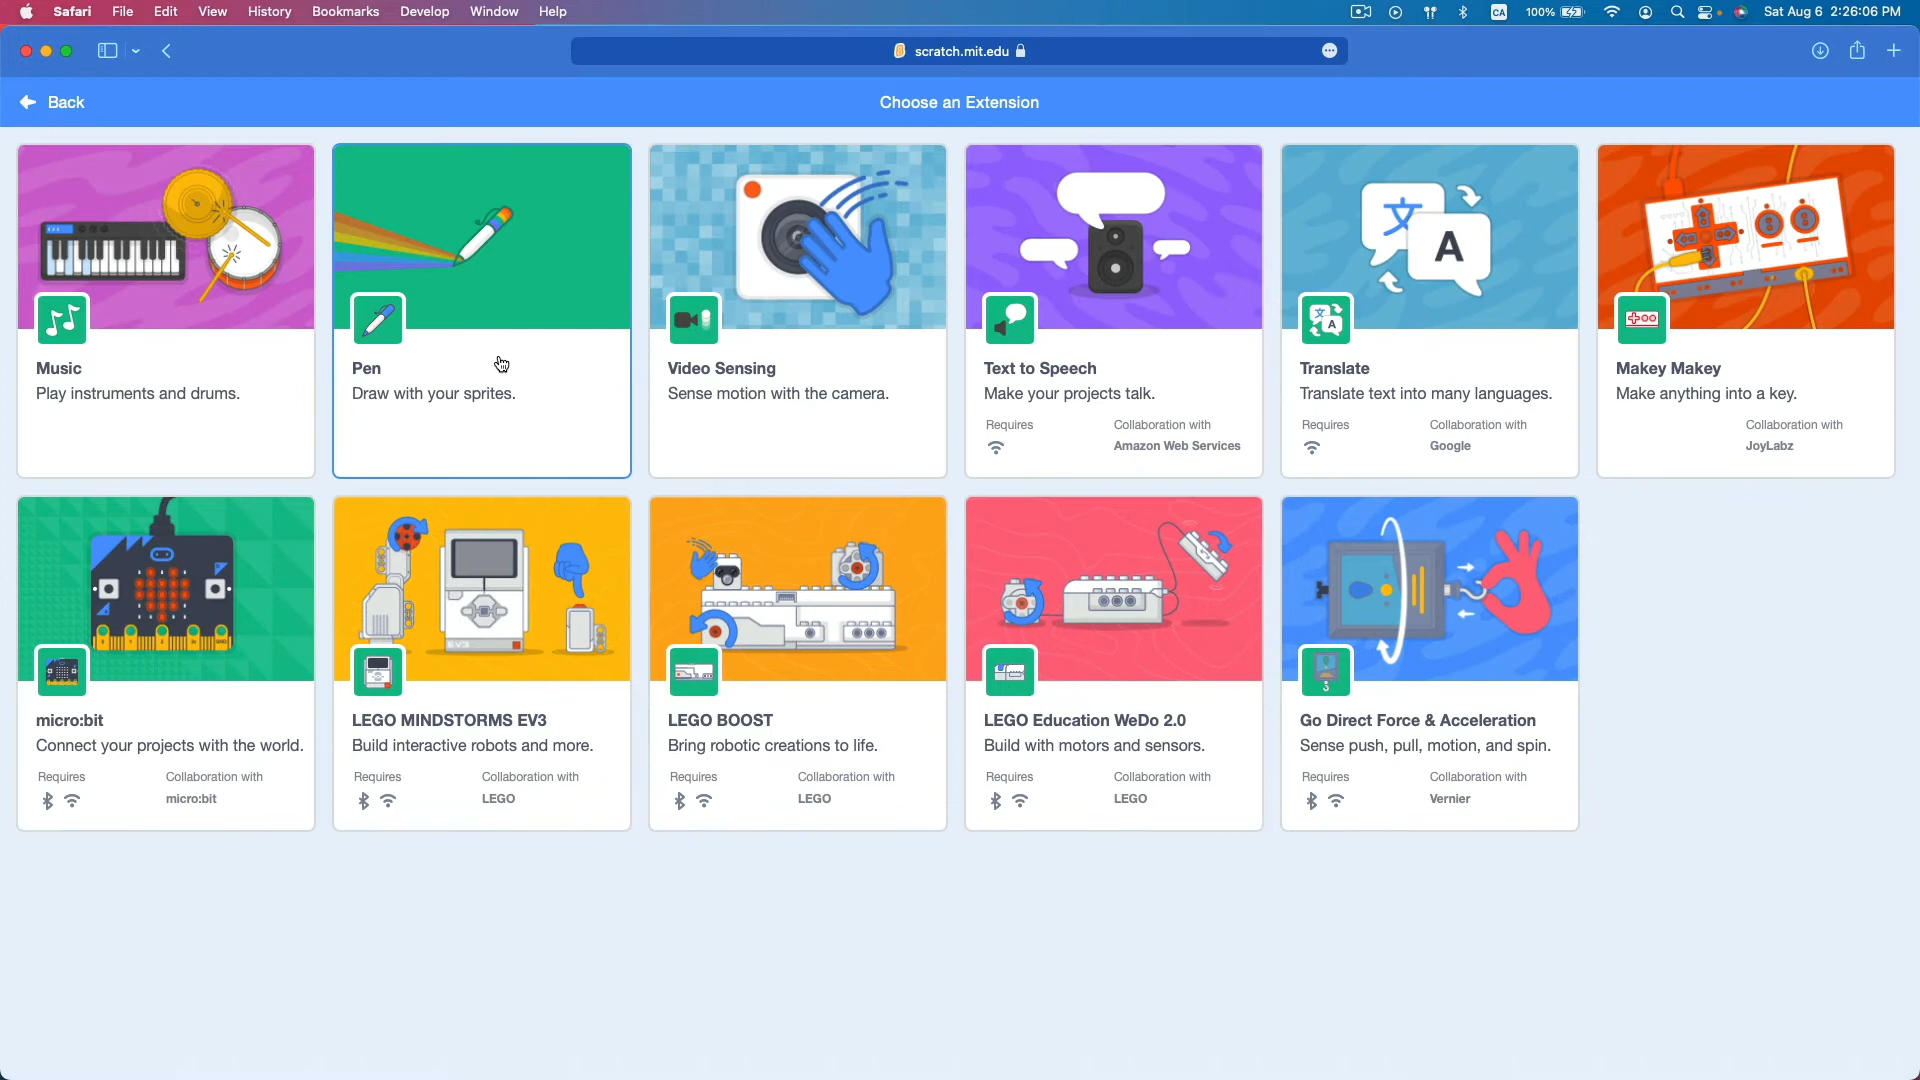 Safari File Edit View History Bookmarks Develop Window Help CA 100% Sat Aug 6 2:26:06 PM
scratch.mit.edu
Back Choose an Extension
Music
Play instruments and drums.
Pen
Draw with your sprites.
Video Sensing
Sense motion with the camera.
文 A
Text to Speech
Make your projects talk.
Requires Collaboration with
Amazon Web Services
Translate
Translate text into many languages.
Requires Collaboration with
Google
Makey Makey
Make anything into a key.
Collaboration with
JoyLabz
micro:bit
Connect your projects with the world.
Requires Collaboration with
micro:bit
EV3
LEGO MINDSTORMS EV3
Build interactive robots and more.
Requires Collaboration with
LEGO
LEGO BOOST
Bring robotic creations to life.
Requires Collaboration with
LEGO
LEGO Education WeDo 2.0
Build with motors and sensors.
Requires Collaboration with
LEGO
Go Direct Force & Acceleration
Sense push, pull, motion, and spin.
Requires Collaboration with
Vernier